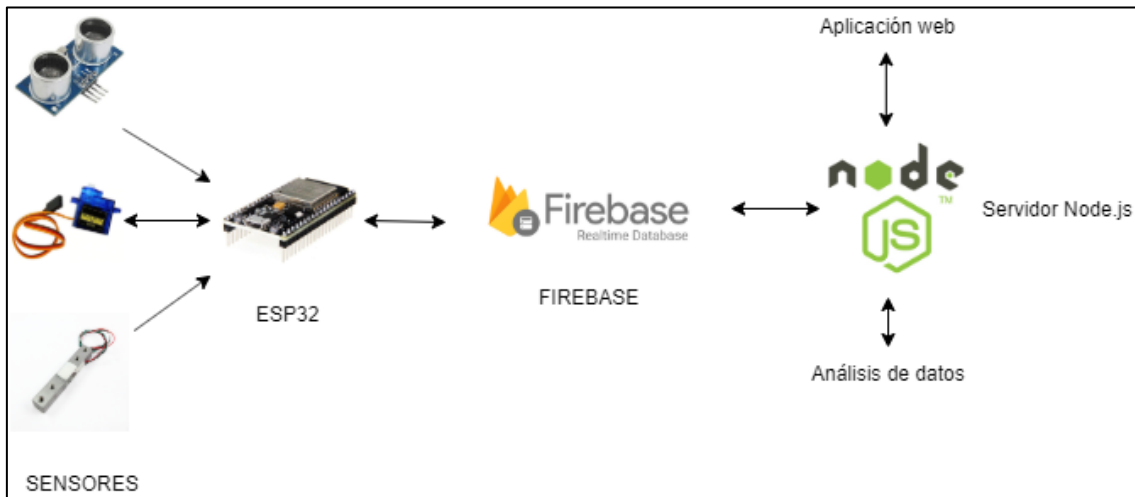 Aplicación web
node
TM
JS
Servidor Node.js
Firebase
Realtime Database
ESP32
FIREBASE
Análisis de datos
SENSORES